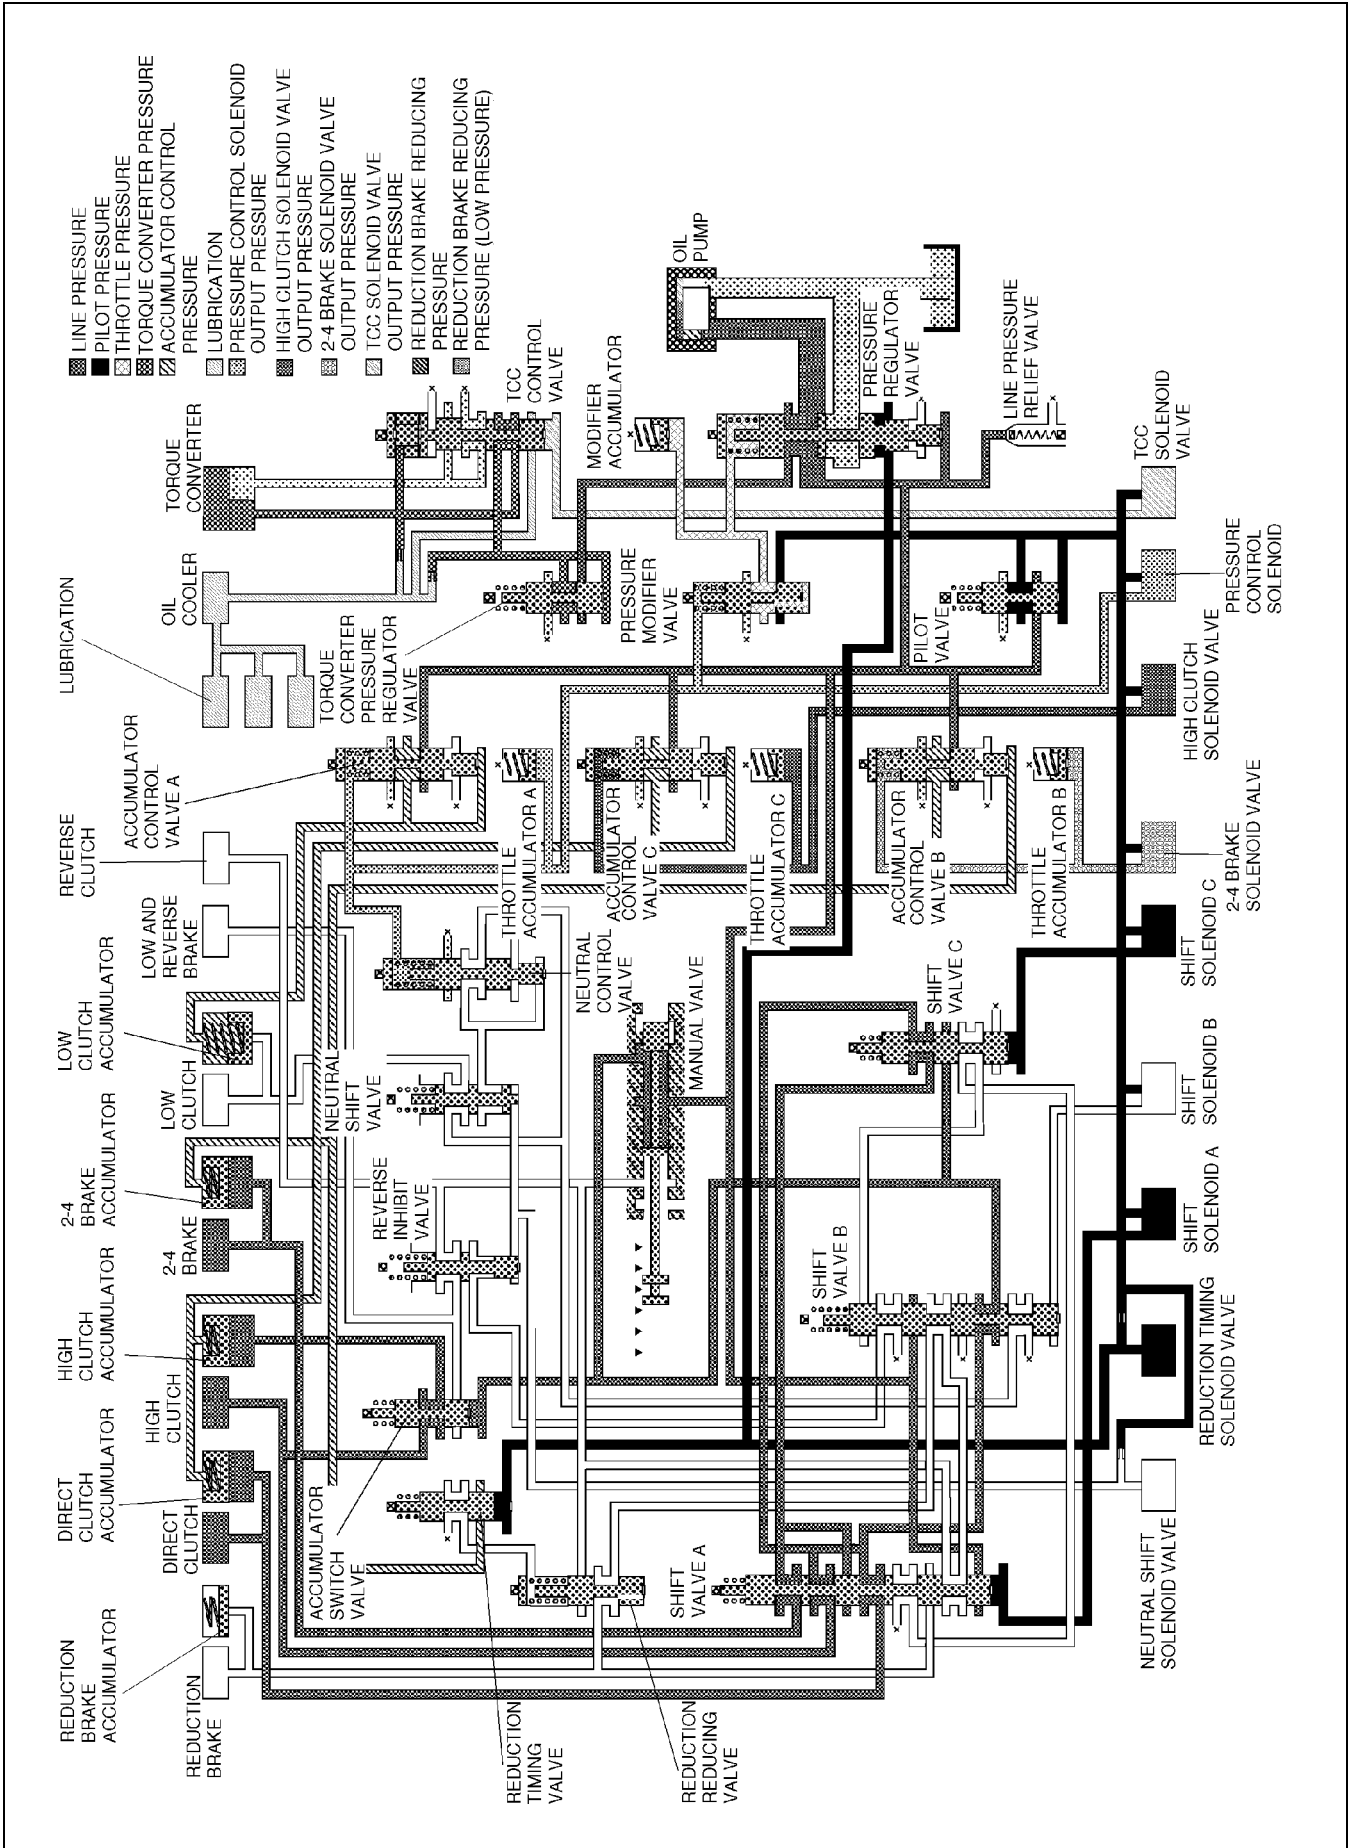 LINE PRESSURE
PILOT PRESSURE
THROTTLE PRESSURE
TORQUE CONVERTER PRESSURE
ACCUMULATOR CONTROL
PRESSURE
LUBRICATION
PRESSURE CONTROL SOLENOID
OUTPUT PRESSURE
HIGH CLUTCH SOLENOID VALVE
OUTPUT PRESSURE
2-4 BRAKE SOLENOID VALVE
OUTPUT PRESSURE
TCC SOLENOID VALVE
OUTPUT PRESSURE
REDUCTION BRAKE REDUCING
PRESSURE
REDUCTION BRAKE REDUCING
PRESSURE (LOW PRESSURE)
REDUCTION
BRAKE
ACCUMULATOR
REDUCTION
BRAKE
DIRECT
CLUTCH
ACCUMULATOR
DIRECT
CLUTCH
HIGH
CLUTCH
HIGH
CLUTCH
ACCUMULATOR
2-4
BRAKE
2-4
BRAKE
ACCUMULATOR
LOW
CLUTCH
LOW
CLUTCH
ACCUMULATOR
LOW AND
REVERSE
BRAKE
REVERSE
CLUTCH
ACCUMULATOR
CONTROL
VALVE A
LUBRICATION
OIL
COOLER
TORQUE
CONVERTER
TCC
CONTROL
VALVE
TORQUE
CONVERTER
PRESSURE
REGULATOR
VALVE
ACCUMULATOR
SWITCH
VALVE
REVERSE
INHIBIT
VALVE
NEUTRAL
SHIFT
VALVE
NEUTRAL
CONTROL
VALVE
THROTTLE
ACCUMULATOR A
ACCUMULATOR
CONTROL
VALVE C
PRESSURE
MODIFIER
VALVE
MODIFIER
ACCUMULATOR
OIL
PUMP
REDUCTION
TIMING
VALVE
REDUCTION
REDUCING
VALVE
SHIFT
VALVE A
MANUAL VALVE
THROTTLE
ACCUMULATOR C
SHIFT
VALVE B
SHIFT
VALVE C
ACCUMULATOR
CONTROL
VALVE B
PILOT
VALVE
PRESSURE
REGULATOR
VALVE
LINE PRESSURE
RELIEF VALVE
THROTTLE
ACCUMULATOR B
NEUTRAL SHIFT
SOLENOID VALVE
REDUCTION TIMING
SOLENOID VALVE
SHIFT
SOLENOID A
SHIFT
SOLENOID B
SHIFT
SOLENOID C
2-4 BRAKE
SOLENOID VALVE
HIGH CLUTCH
SOLENOID VALVE
PRESSURE
CONTROL
SOLENOID
TCC
SOLENOID
VALVE